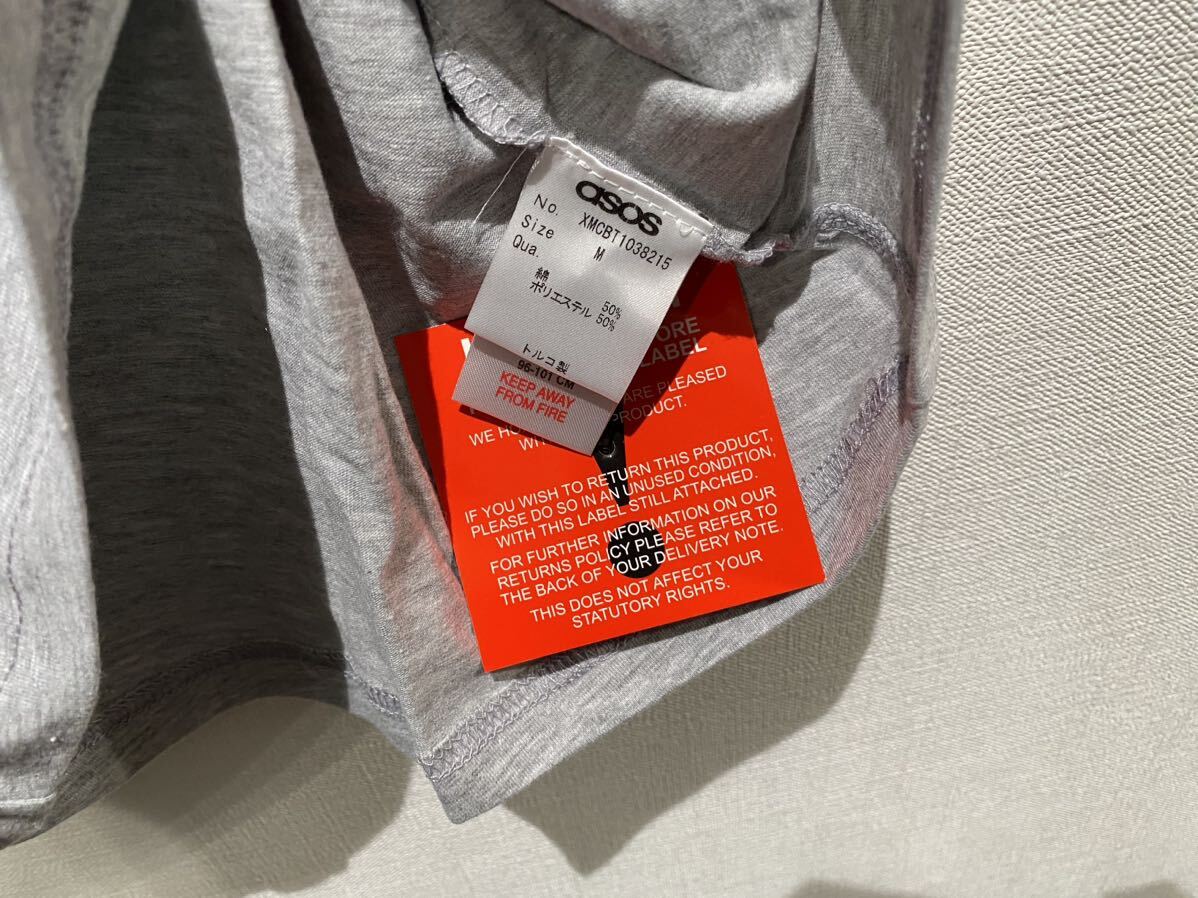 asos
No. XMCBT1038215
Size M
Qua.
綿 50%
ポリエステル 50%
トルコ製
96-101 CM
KEEP AWAY
FROM FIRE
LABEL
ARE PLEASED
WE
PRODUCT.
IF YOU WISH TO RETURN THIS PRODUCT,
PLEASE DO SO IN AN UNUSED CONDITION,
WITH THIS LABEL STILL ATTACHED.
FOR FURTHER INFORMATION ON OUR
RETURNS POLICY PLEASE REFER TO
THE BACK OF YOUR DELIVERY NOTE.
THIS DOES NOT AFFECT YOUR
STATUTORY RIGHTS.